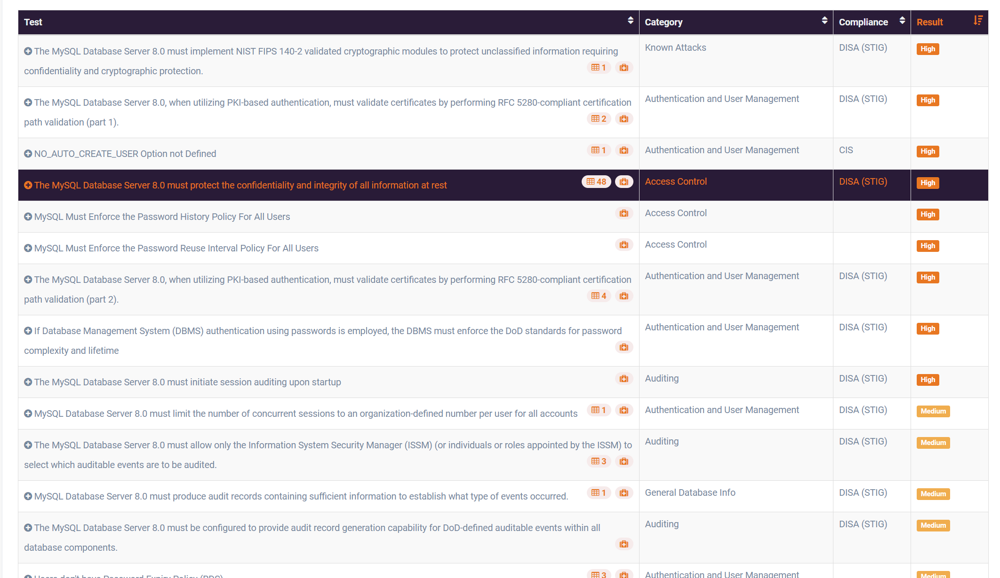 Test Category Compliance Result
The MySQL Database Server 8.0 must implement NIST FIPS 140-2 validated cryptographic modules to protect unclassified information requiring Known Attacks DISA (STIG) High
confidentiality and cryptographic protection. 1
The MySQL Database Server 8.0, when utilizing PKI-based authentication, must validate certificates by performing RFC 5280-compliant certification Authentication and User Management DISA (STIG) High
path validation (part 1). 2
NO_AUTO_CREATE_USER Option not Defined 1 Authentication and User Management CIS High
The MySQL Database Server 8.0 must protect the confidentiality and integrity of all information at rest 48 Access Control DISA (STIG) High
MySQL Must Enforce the Password History Policy For All Users Access Control High
MySQL Must Enforce the Password Reuse Interval Policy For All Users Access Control High
The MySQL Database Server 8.0, when utilizing PKI-based authentication, must validate certificates by performing RFC 5280-compliant certification Authentication and User Management DISA (STIG) High
path validation (part 2). 4
If Database Management System (DBMS) authentication using passwords is employed, the DBMS must enforce the DoD standards for password Authentication and User Management DISA (STIG) High
complexity and lifetime
The MySQL Database Server 8.0 must initiate session auditing upon startup Auditing DISA (STIG) High
MySQL Database Server 8.0 must limit the number of concurrent sessions to an organization-defined number per user for all accounts 1 Authentication and User Management DISA (STIG) Medium
The MySQL Database Server 8.0 must allow only the Information System Security Manager (ISSM) (or individuals or roles appointed by the ISSM) to Auditing DISA (STIG) Medium
select which auditable events are to be audited. 3
MySQL Database Server 8.0 must produce audit records containing sufficient information to establish what type of events occurred. 1 General Database Info DISA (STIG) Medium
The MySQL Database Server 8.0 must be configured to provide audit record generation capability for DoD-defined auditable events within all Auditing DISA (STIG) Medium
database components.
Users don't have Password Expiry Policy 3 Authentication and User Management Medium